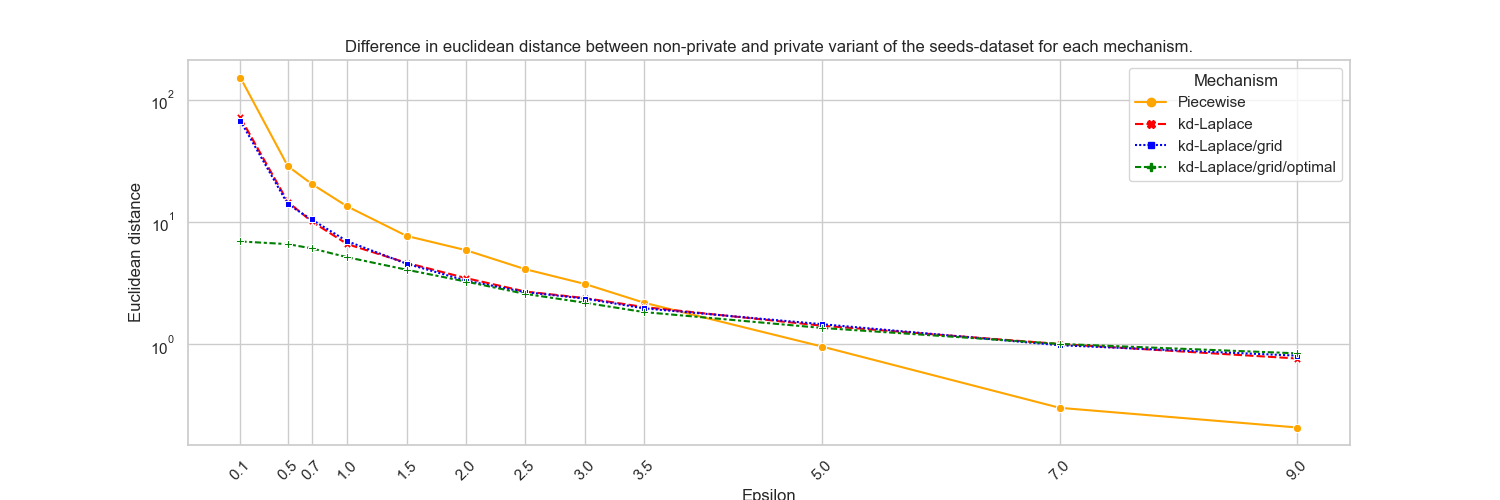 Difference in euclidean distance between non-private and private variant of the seeds-dataset for each mechanism.
Mechanism
Piecewise
kd-Laplace
kd-Laplace/grid
kd-Laplace/grid/optimal
Euclidean distance
10²
10¹
10⁰
0.1 0.5 0.7 1.0 1.5 2.0 2.5 3.0 3.5 5.0 7.0 9.0
Epsilon